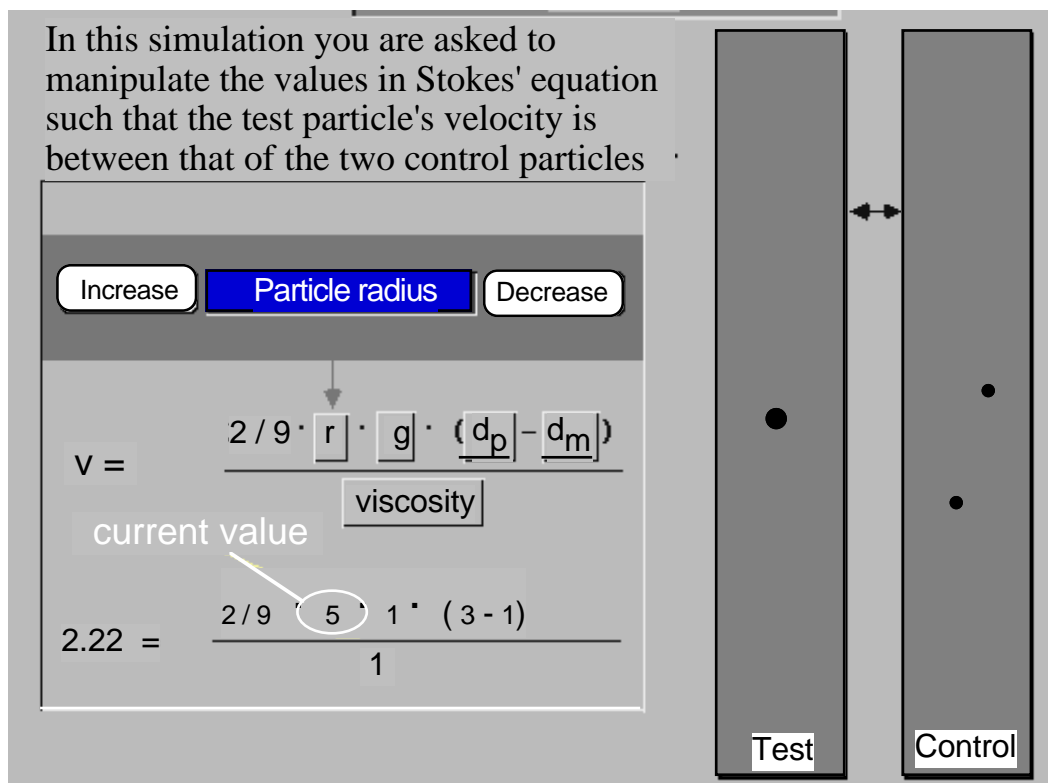 In this simulation you are asked to
manipulate the values in Stokes' equation
such that the test particle's velocity is
between that of the two control particles
Increase
Particle radius
Decrease
v =
2 / 9 · r · g · (dp – dm)
viscosity
current value
2.22 =
2 / 9 · 5 · 1 · ( 3 - 1)
1
Test
Control